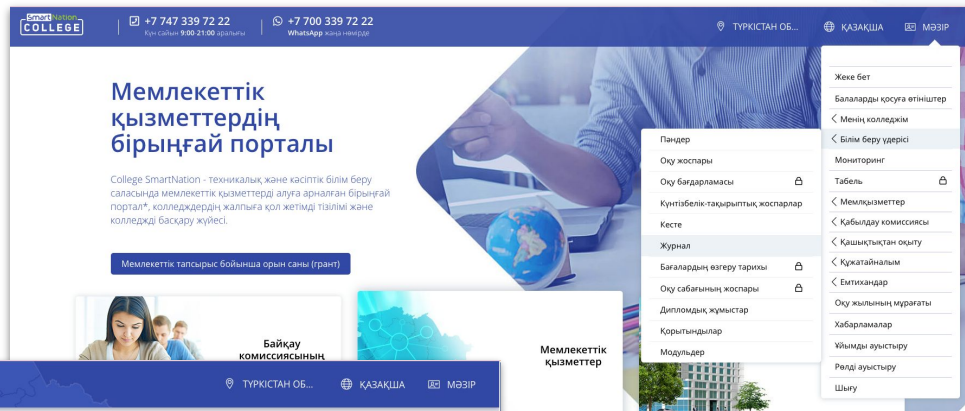 SmartNation
COLLEGE
+7 747 339 72 22
Күн сайын 9:00-21:00 аралығы
+7 700 339 72 22
WhatsApp жаңа нөмірде
ТҮРКІСТАН ОБ...
ҚАЗАҚША
МӘЗІР
Мемлекеттік
қызметтердің
бірыңғай порталы
College SmartNation - техникалық және кәсіптік білім беру
саласында мемлекеттік қызметтерді алуға арналған бірыңғай
портал*, колледждердің жалпыға қол жетімді тізілімі және
колледжді басқару жүйесі.
Мемлекеттік тапсырыс бойынша орын саны (грант)
Байқау
комиссиясының
Мемлекеттік
қызметтер
Пәндер
Оқу жоспары
Оқу бағдарламасы
Күнтізбелік-тақырыптық жоспарлар
Кесте
Журнал
Бағалардың өзгеру тарихы
Оқу сабағының жоспары
Дипломдық жұмыстар
Қорытындылар
Модульдер
Жеке бет
Балаларды қосуға өтініштер
< Менің колледжім
< Білім беру үдерісі
Мониторинг
Табель
< Мемлқызметтер
< Қабылдау комиссиясы
< Қашықтықтан оқыту
< Құжатайналым
< Емтихандар
Оқу жылының мұрағаты
Хабарламалар
Ұйымды ауыстыру
Рөлді ауыстыру
Шығу
ТҮРКІСТАН ОБ...
ҚАЗАҚША
МӘЗІР